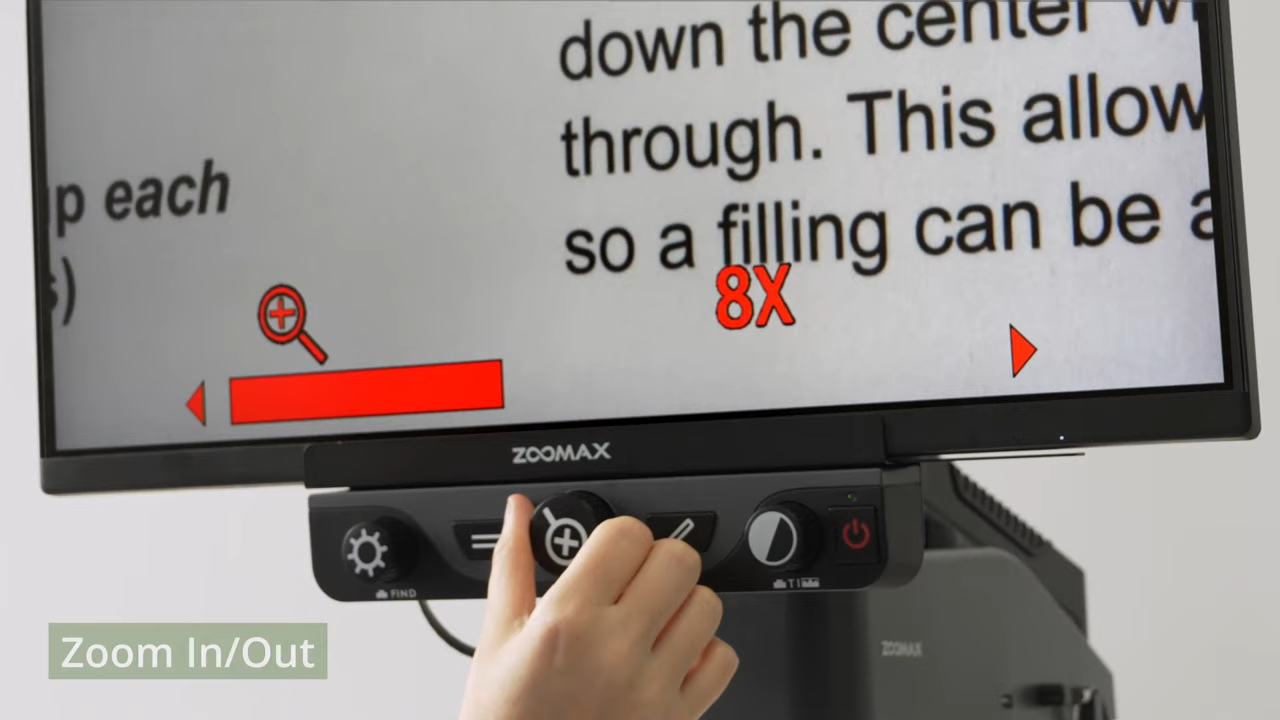 down the center
through. This allow
p each
so a filling can be a
s)
8X
ZOOMAX
FIND
ZOOMAX
Zoom In/Out